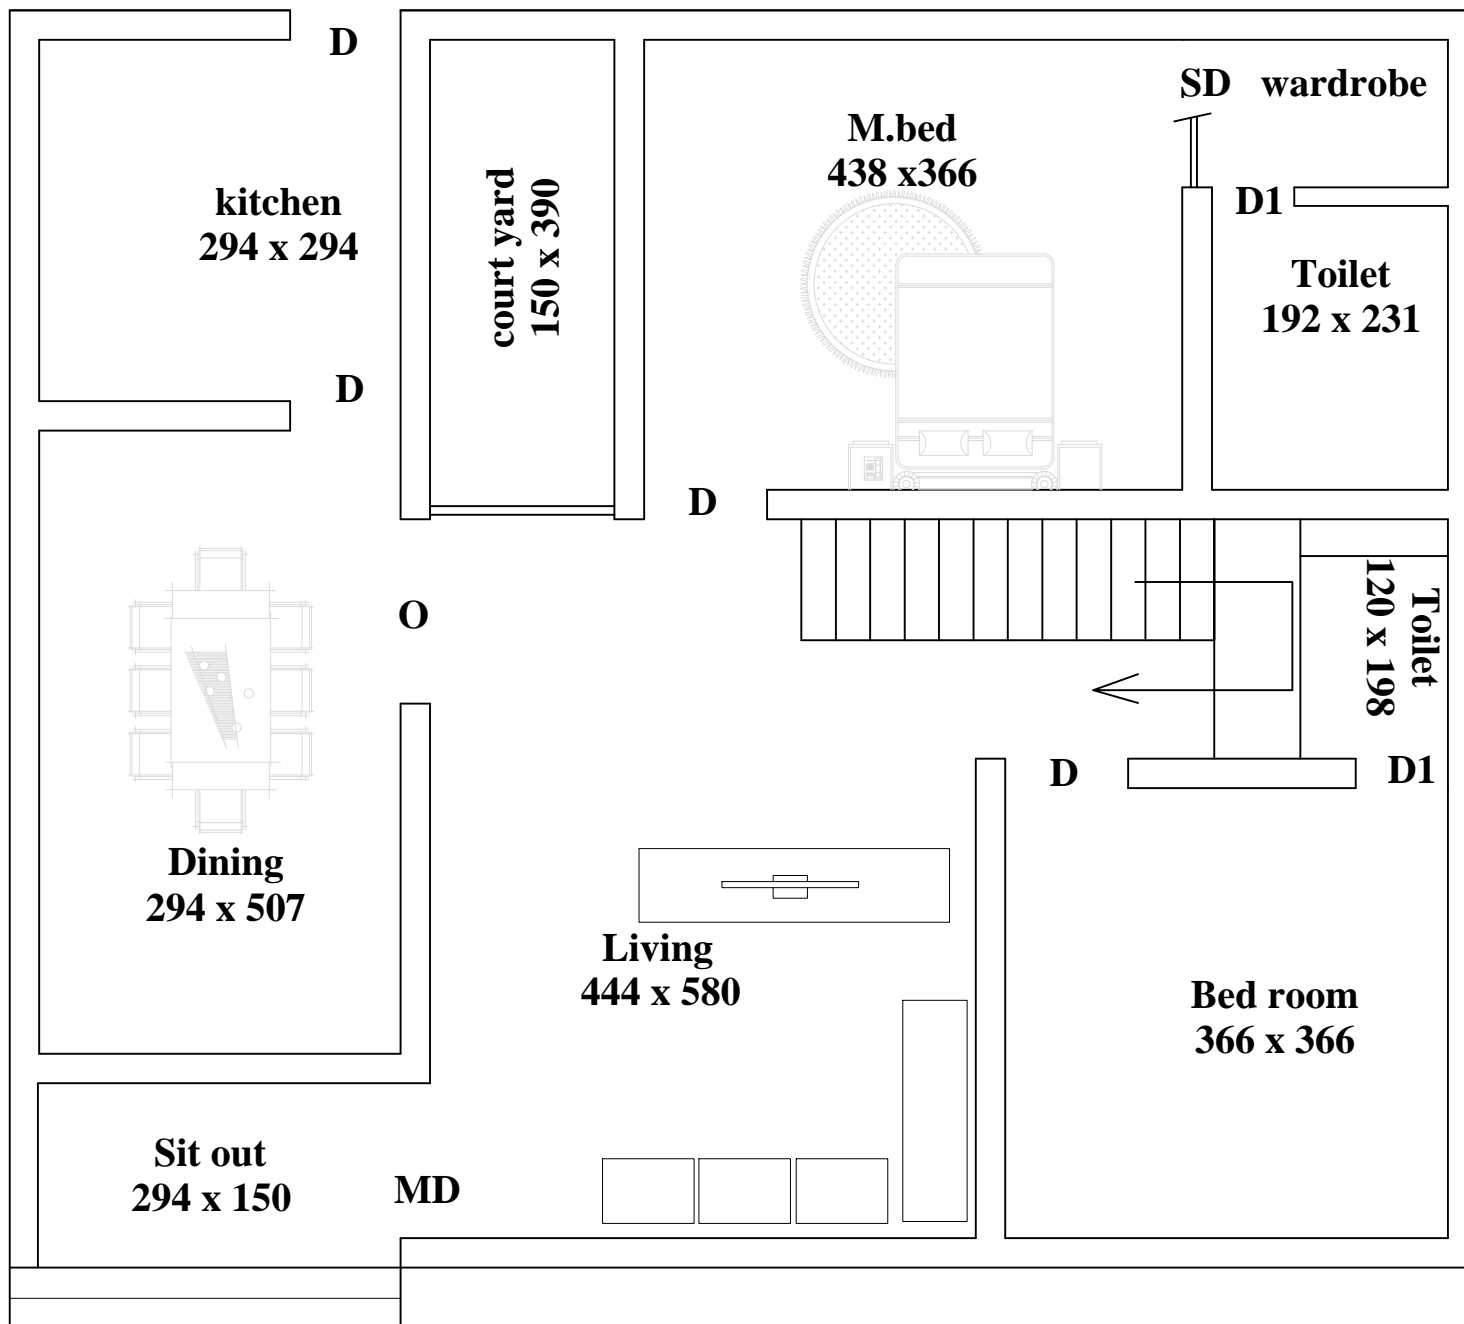 D
SD wardrobe
M.bed
438 x366
kitchen
294 x 294
court yard
150 x 390
D1
Toilet
192 x 231
D
D
O
Toilet
120 x 198
D
D1
Dining
294 x 507
Living
444 x 580
Bed room
366 x 366
Sit out
294 x 150
MD